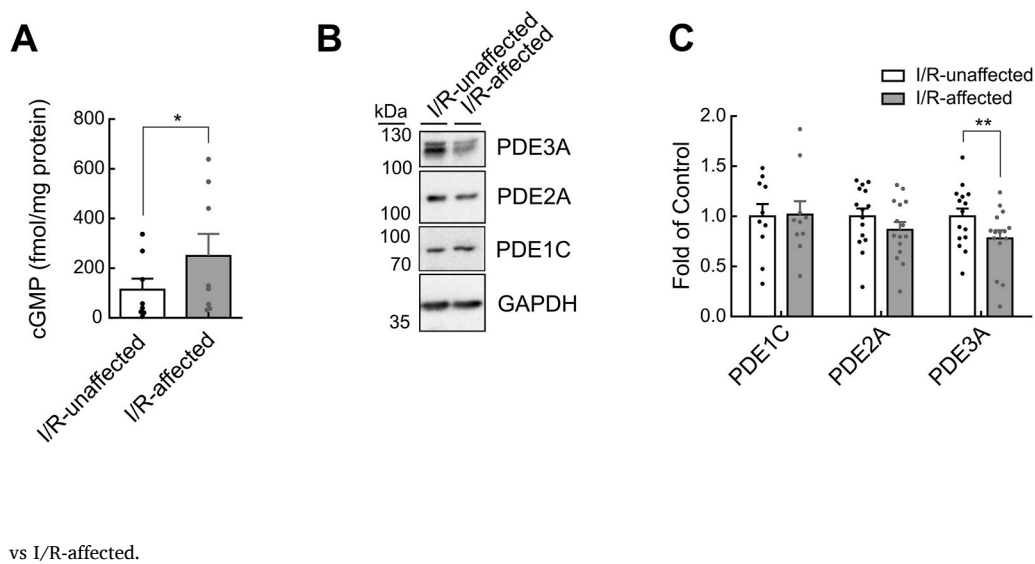 A
cGMP (fmol/mg protein)
800
600
400
200
0
*
I/R-unaffected
I/R-affected
B
I/R-unaffected
I/R-affected
kDa
130
100
PDE3A
100
PDE2A
100
70
PDE1C
35
GAPDH
C
I/R-unaffected
I/R-affected
Fold of Control
2.0
1.5
1.0
0.5
0.0
**
PDE1C
PDE2A
PDE3A
vs I/R-affected.